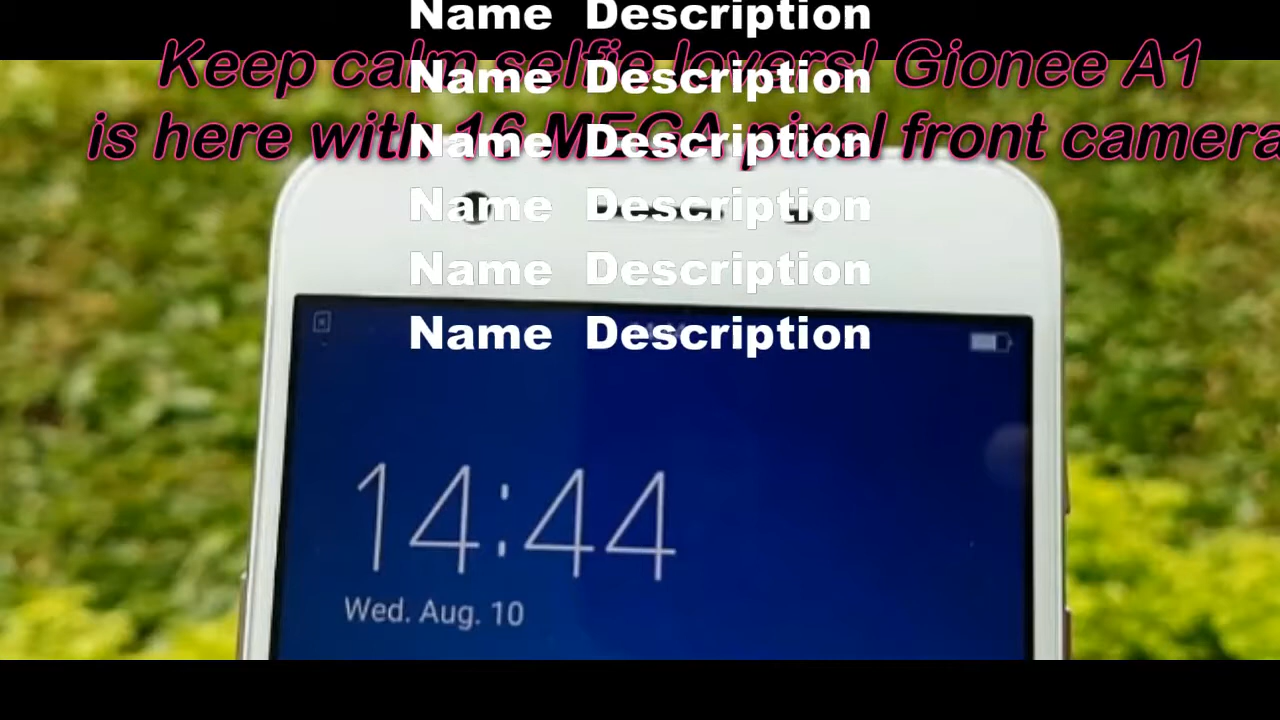 Name Description
Keep calm selfie lovers! Gionee A1
Name Description
is here with 16 MEGA pixel front camera
Name Description
Name Description
Name Description
Name Description
14:44
Wed. Aug. 10